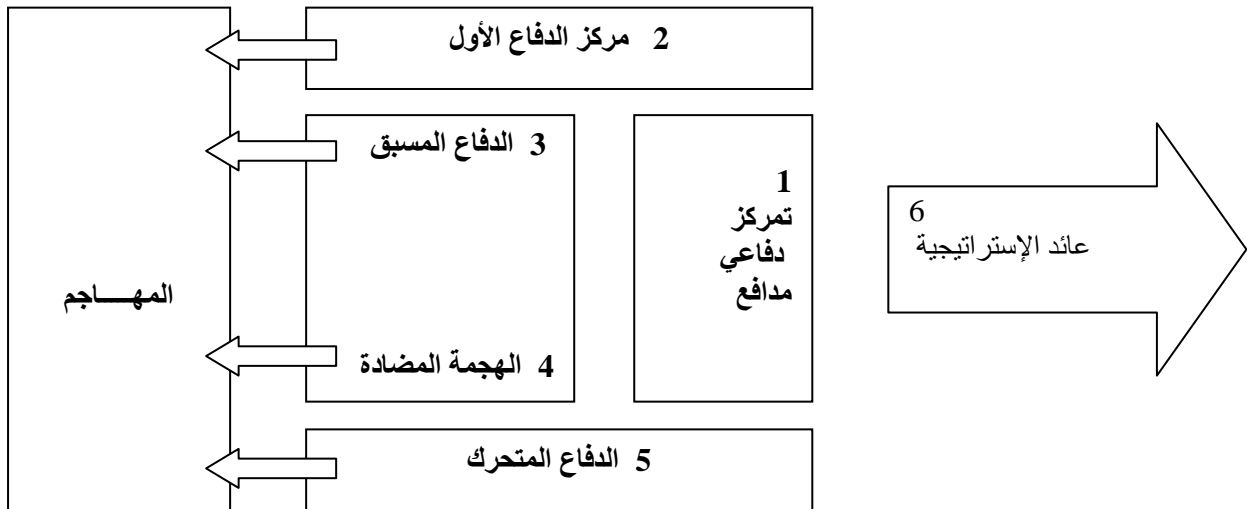 2 مركز الدفاع الأول
3 الدفاع المسبق
1
تمركز
دفاعي
مدافع
6
عائد الإستراتيجية
المهـــاجم
4 الهجمة المضادة
5 الدفاع المتحرك